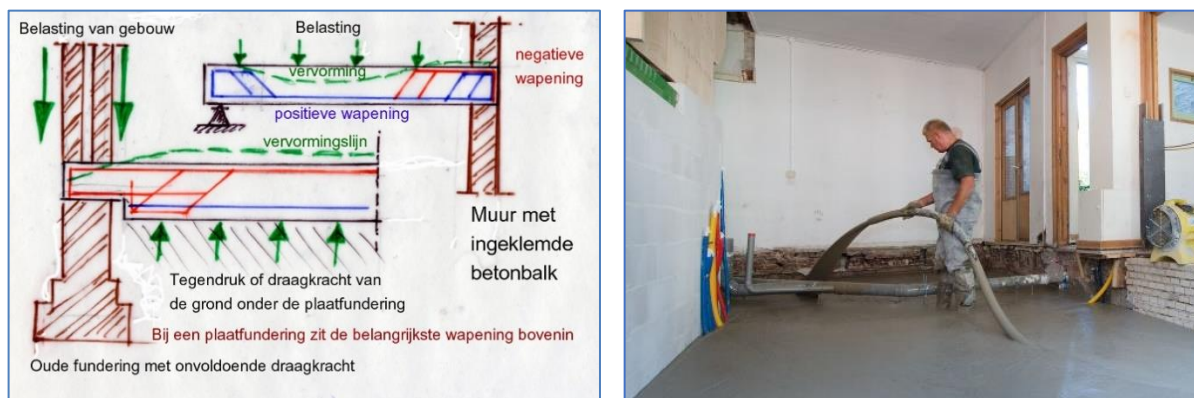 Belasting van gebouw
Belasting
vervorming
negatieve
wapening
positieve wapening
vervormingslijn
Muur met
ingeklemde
betonbalk
Tegendruk of draagkracht van
de grond onder de plaatfundering
Bij een plaatfundering zit de belangrijkste wapening bovenin
Oude fundering met onvoldoende draagkracht